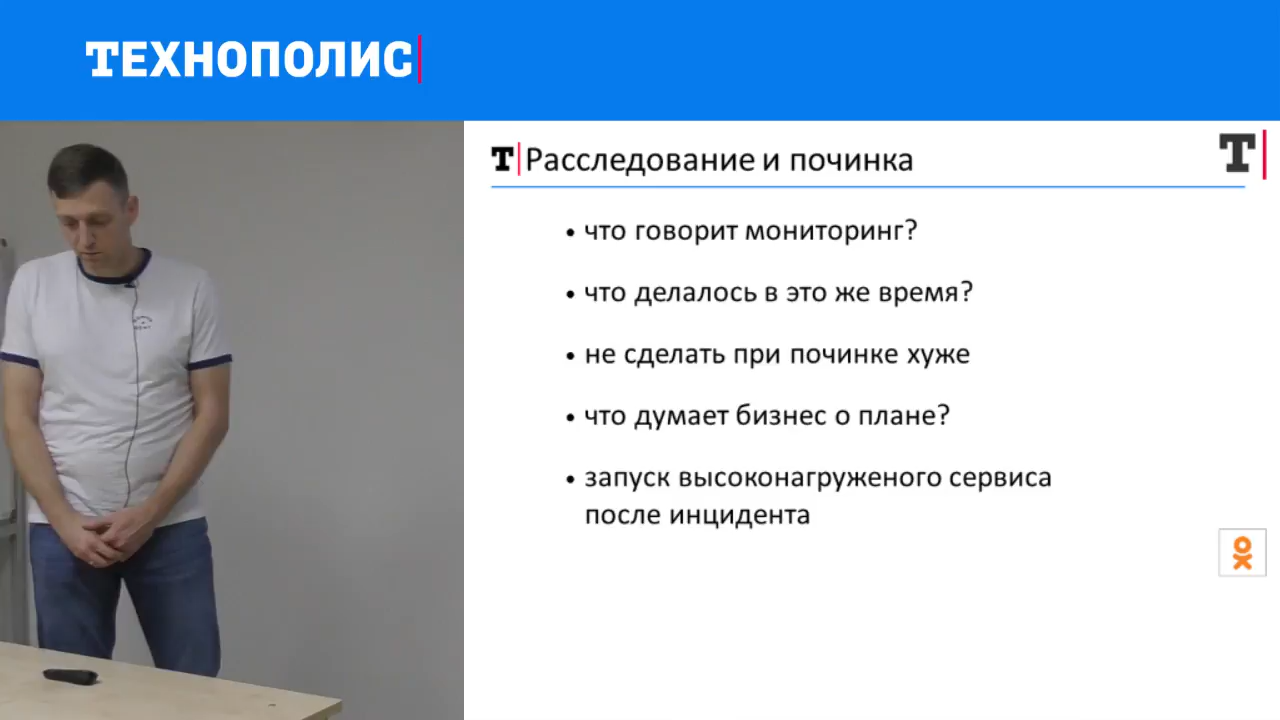 ТЕХНОПОЛИС
Т Расследование и починка
Т
• что говорит мониторинг?
• что делалось в это же время?
• не сделать при починке хуже
• что думает бизнес о плане?
• запуск высоконагруженого сервиса
после инцидента